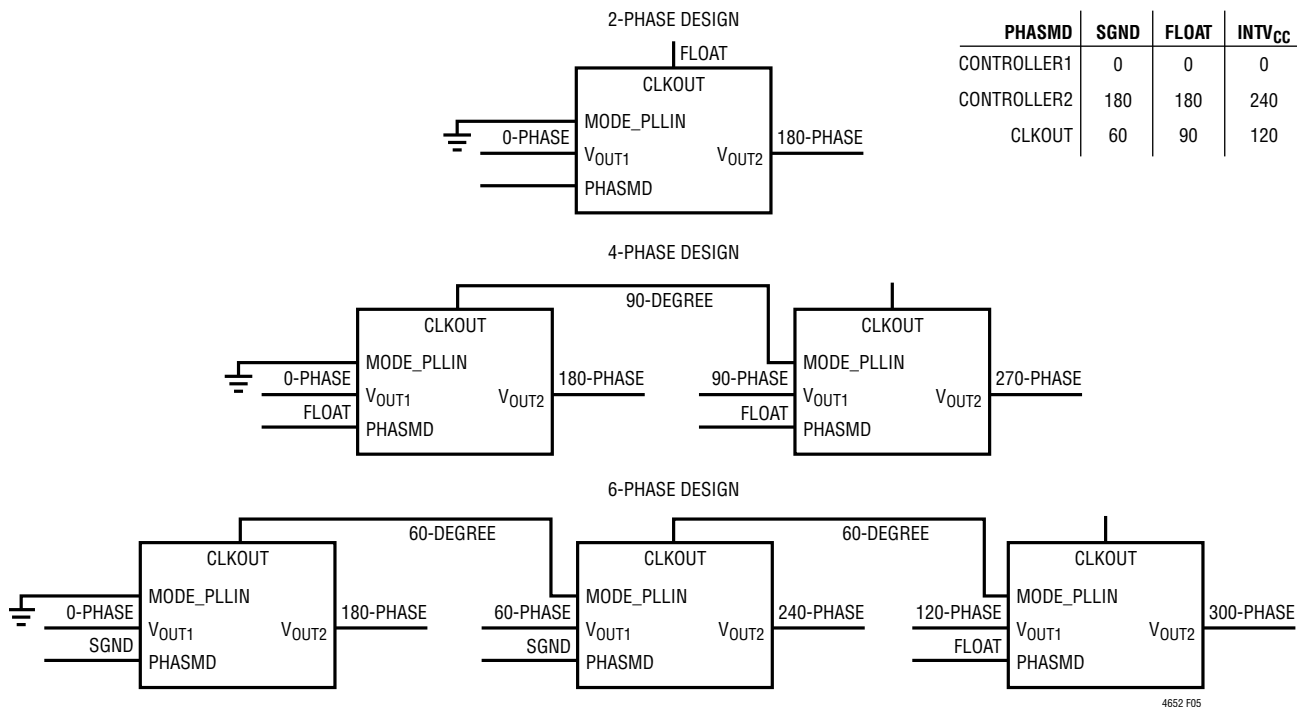 2-PHASE DESIGN
FLOAT
CLKOUT
MODE_PLLIN
0-PHASE
VOUT1
VOUT2
180-PHASE
PHASMD
PHASMD SGND FLOAT INTVCC
CONTROLLER1 0 0 0
CONTROLLER2 180 180 240
CLKOUT 60 90 120
4-PHASE DESIGN
90-DEGREE
CLKOUT
MODE_PLLIN
0-PHASE
VOUT1
VOUT2
180-PHASE
FLOAT
PHASMD
CLKOUT
MODE_PLLIN
90-PHASE
VOUT1
VOUT2
270-PHASE
FLOAT
PHASMD
6-PHASE DESIGN
60-DEGREE
60-DEGREE
CLKOUT
MODE_PLLIN
0-PHASE
VOUT1
VOUT2
180-PHASE
SGND
PHASMD
CLKOUT
MODE_PLLIN
60-PHASE
VOUT1
VOUT2
240-PHASE
SGND
PHASMD
CLKOUT
MODE_PLLIN
120-PHASE
VOUT1
VOUT2
300-PHASE
FLOAT
PHASMD
4652 F05